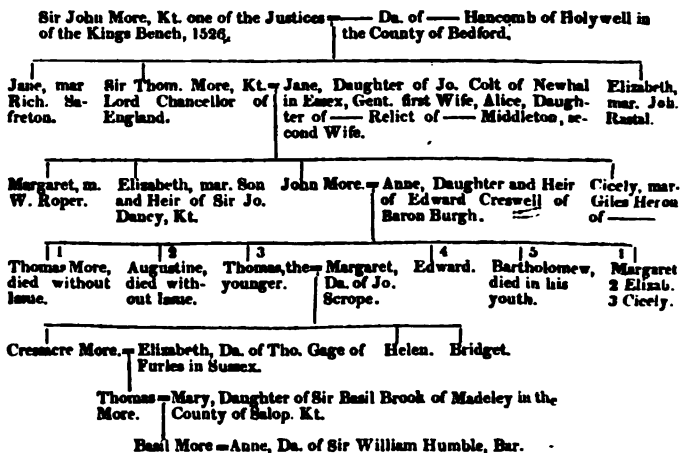 Sir John More, Kt. one of the Justices = —— Da. of —— Hancomb of Holywell in
of the Kings Bench, 1526. the County of Bedford.
Jane, mar Sir Thom. More, Kt. = Jane, Daughter of Jo. Colt of Newhal Elizabeth,
Rich. Sa- Lord Chancellor of in Essex, Gent. first Wife, Alice, Daugh- mar. Joh.
freton. England. ter of —— Relict of —— Middleton, se- Rastal.
cond Wife.
Margaret, m. Elizabeth, mar. Son John More. = Anne, Daughter and Heir Cicely, mar-
W. Roper. and Heir of Sir Jo. of Edward Creswell of Giles Heron
Dancy, Kt. Baron Burgh. of ——
1 2 3 4 5 1
Thomas More, Augustine, Thomas, the = Margaret, Edward. Bartholomew, Margaret
died without died with- younger. Da. of Jo. died in his 2 Elizab.
Issue. out Issue. Scrope. youth. 3 Cicely.
Cresacre More. = Elizabeth, Da. of Tho. Gage of Helen. Bridget.
Furles in Sussex.
Thomas = Mary, Daughter of Sir Basil Brook of Madeley in the
More. County of Salop. Kt.
Basil More = Anne, Da. of Sir William Humble, Bar.